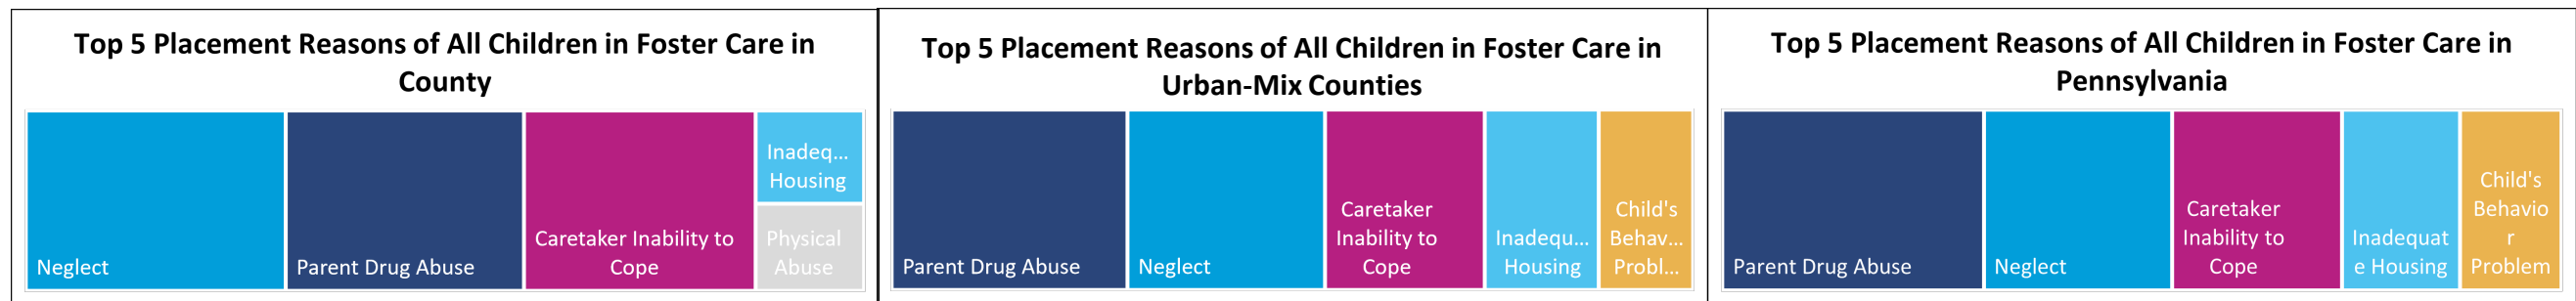 Top 5 Placement Reasons of All Children in Foster Care in
County
Neglect
Parent Drug Abuse
Caretaker Inability to
Cope
Inadeq...
Housing
Physical
Abuse
Top 5 Placement Reasons of All Children in Foster Care in
Urban-Mix Counties
Parent Drug Abuse
Neglect
Caretaker
Inability to
Cope
Inadequ...
Housing
Child's
Behav...
Probl...
Top 5 Placement Reasons of All Children in Foster Care in
Pennsylvania
Parent Drug Abuse
Neglect
Caretaker
Inability to
Cope
Inadequat
e Housing
Child's
Behavio
r
Problem